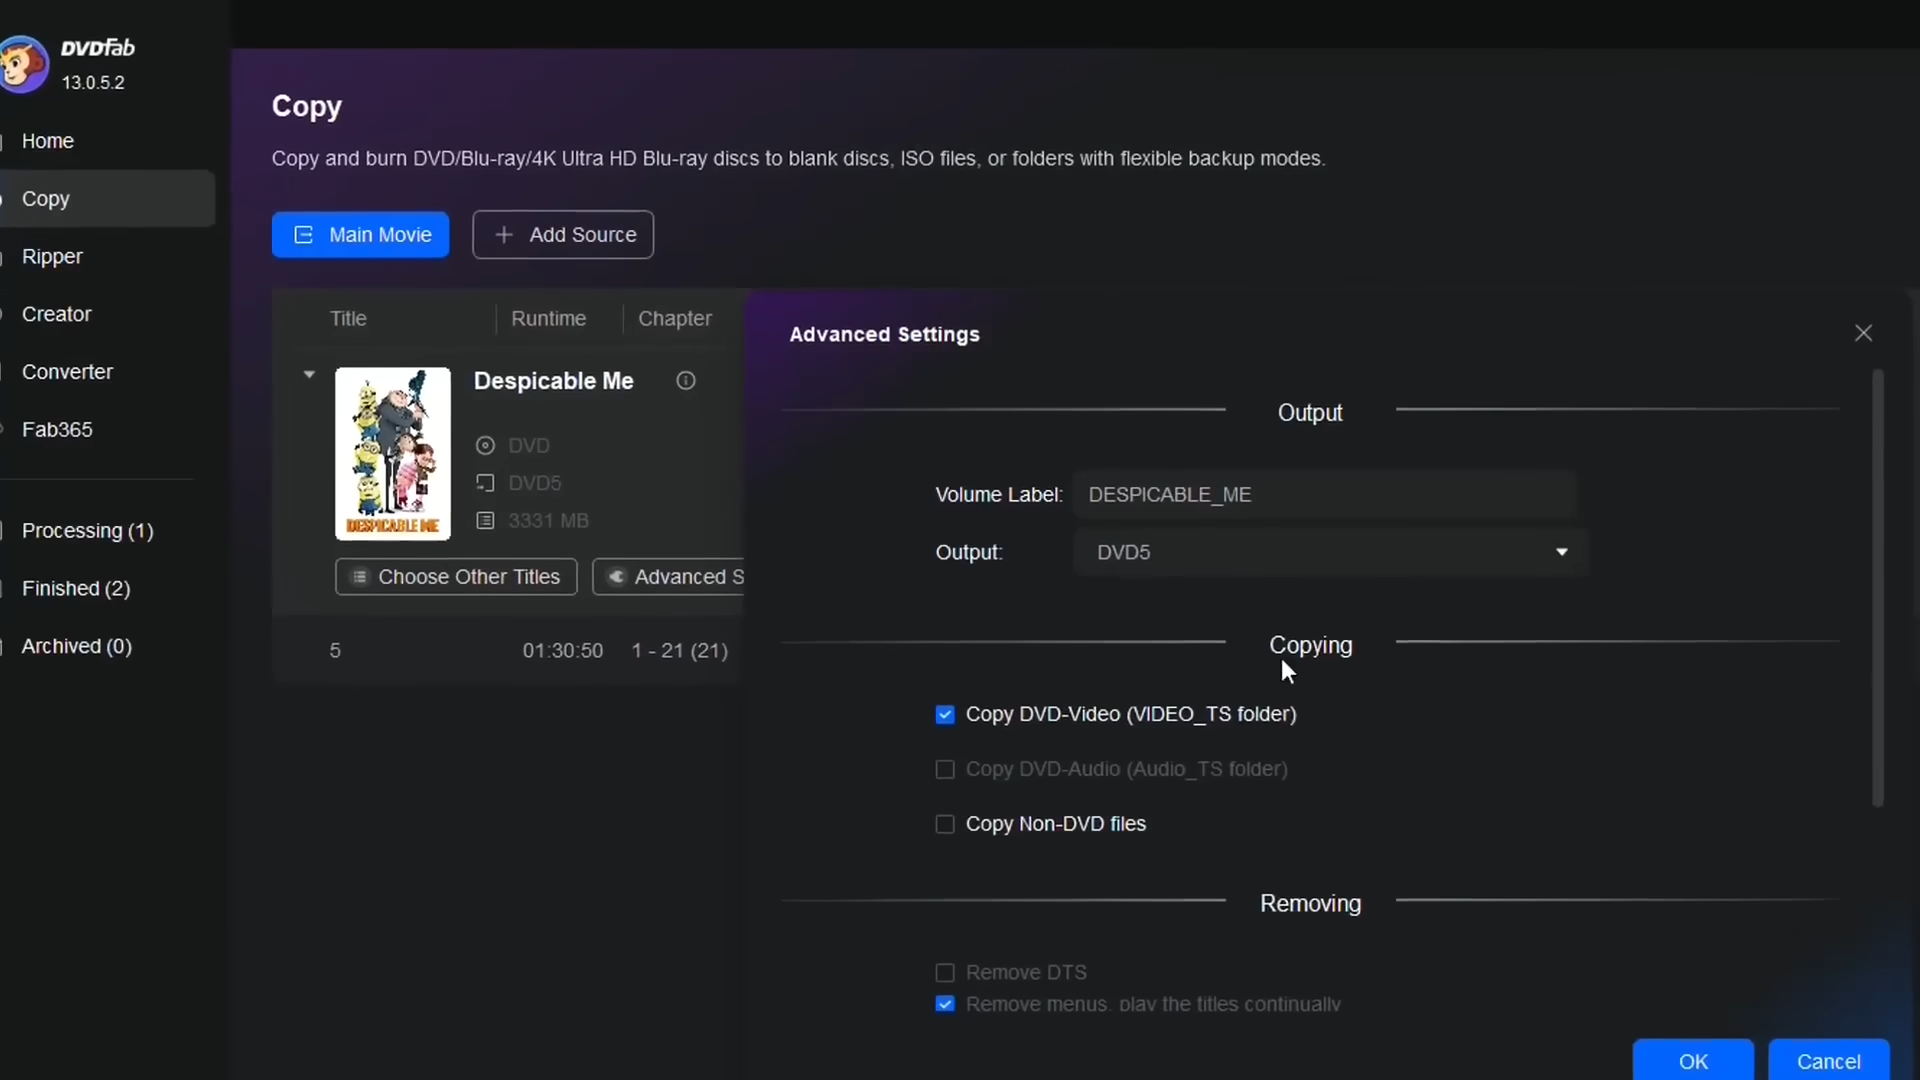 DVDFab
13.0.5.2
Home
Copy
Ripper
Creator
Converter
Fab365
Processing (1)
Finished (2)
Archived (0)
Copy
Copy and burn DVD/Blu-ray/4K Ultra HD Blu-ray discs to blank discs, ISO files, or folders with flexible backup modes.
Main Movie
Add Source
Title
Runtime
Chapter
DESPICABLE ME
Despicable Me
DVD
DVD5
3331 MB
Choose Other Titles
Advanced S
5
01:30:50
1 - 21 (21)
Advanced Settings
Output
Volume Label: DESPICABLE_ME
Output: DVD5
Copying
Copy DVD-Video (VIDEO_TS folder)
Copy DVD-Audio (Audio_TS folder)
Copy Non-DVD files
Removing
Remove DTS
Remove menus, play the titles continually
OK
Cancel